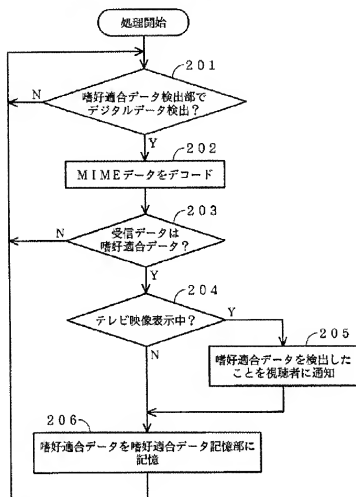 処理開始
201
嗜好適合データ検出部で
デジタルデータ検出？
N
Y
202
MIMEデータをデコード
203
受信データは
嗜好適合データ？
N
Y
204
テレビ映像表示中？
Y
N
205
嗜好適合データを検出した
ことを視聴者に通知
206
嗜好適合データを嗜好適合データ記憶部に
記憶